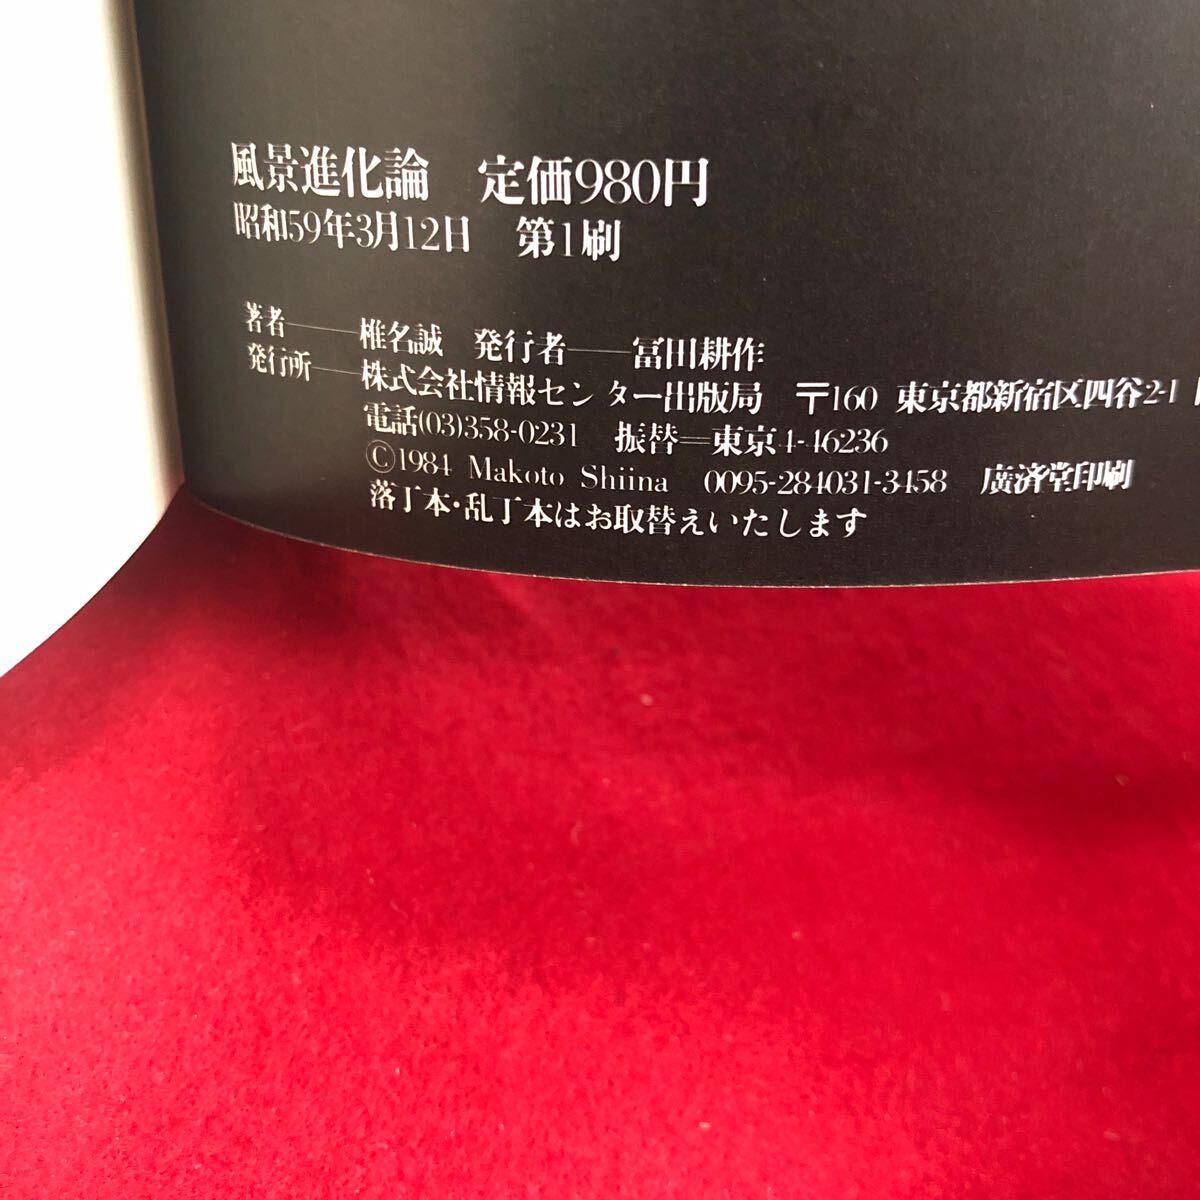 風景進化論 定価980円
昭和59年3月12日 第1刷
著者──椎名誠 発行者──冨田耕作
発行所──株式会社情報センター出版局 〒160 東京都新宿区四谷2-1
電話(03)358-0231 振替＝東京4-46236
©1984 Makoto Shiina 0095-284031-3458 廣済堂印刷
落丁本・乱丁本はお取替えいたします